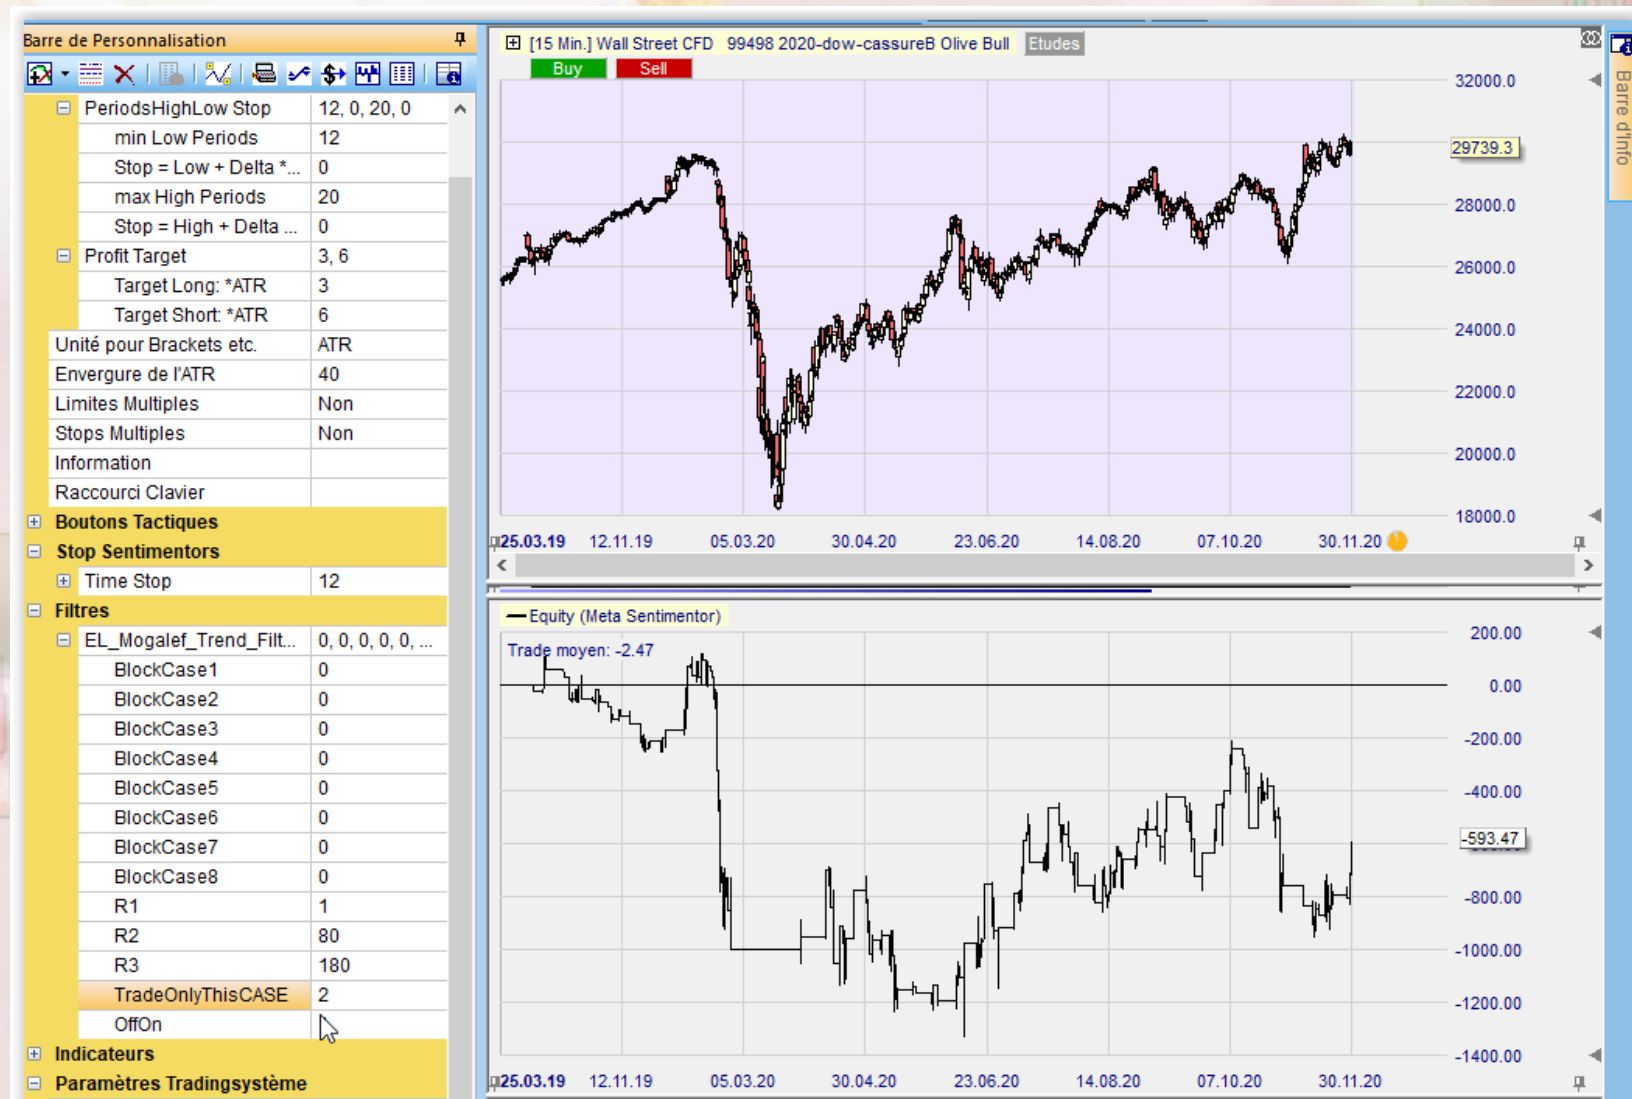 Barre de Personnalisation
PeriodsHighLow Stop 12, 0, 20, 0
min Low Periods 12
Stop = Low + Delta *... 0
max High Periods 20
Stop = High + Delta ... 0
Profit Target 3, 6
Target Long: *ATR 3
Target Short: *ATR 6
Unité pour Brackets etc. ATR
Envergure de l'ATR 40
Limites Multiples Non
Stops Multiples Non
Information
Raccourci Clavier
Boutons Tactiques
Stop Sentimentors
Time Stop 12
Filtres
EL_Mogalef_Trend_Filt... 0, 0, 0, 0, 0, ...
BlockCase1 0
BlockCase2 0
BlockCase3 0
BlockCase4 0
BlockCase5 0
BlockCase6 0
BlockCase7 0
BlockCase8 0
R1 1
R2 80
R3 180
TradeOnlyThisCASE 2
OffOn
Indicateurs
Paramètres Tradingsystème
[15 Min.] Wall Street CFD 99498 2020-dow-cassureB Olive Bull Etudes
Buy Sell
32000.0
29739.3
28000.0
26000.0
24000.0
22000.0
20000.0
18000.0
25.03.19 12.11.19 05.03.20 30.04.20 23.06.20 14.08.20 07.10.20 30.11.20
Equity (Meta Sentimentor)
Trade moyen: -2.47
200.00
0.00
-200.00
-400.00
-593.47
-800.00
-1000.00
-1200.00
-1400.00
25.03.19 12.11.19 05.03.20 30.04.20 23.06.20 14.08.20 07.10.20 30.11.20
Barre d'Info